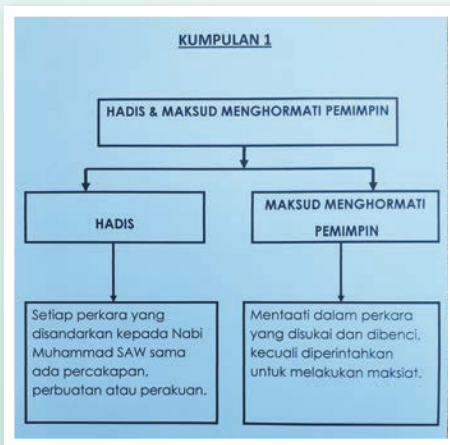 KUMPULAN 1
HADIS & MAKSUD MENGHORMATI PEMIMPIN
HADIS
MAKSUD MENGHORMATI
PEMIMPIN
Setiap perkara yang
disandarkan kepada Nabi
Muhammad SAW sama
ada percakapan,
perbuatan atau perakuan.
Mentaati dalam perkara
yang disukai dan dibenci,
kecuali diperintahkan
untuk melakukan maksiat.